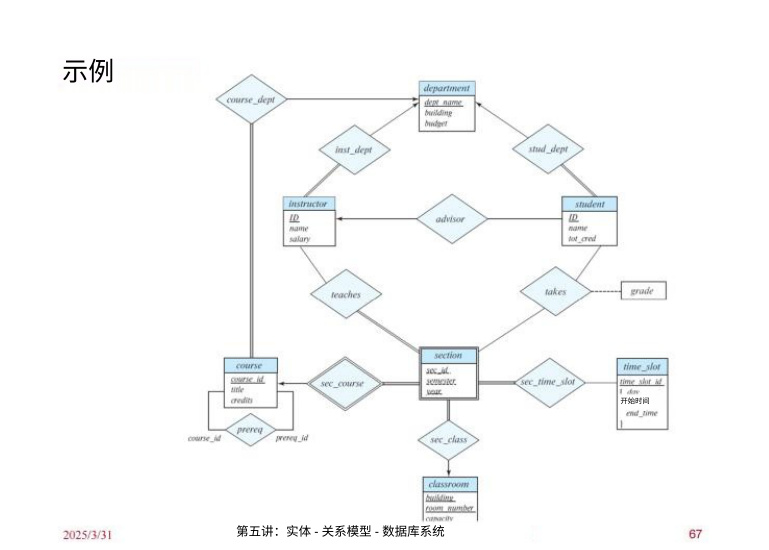 示例
department
dept_name
building
budget
course_dept
inst_dept
stud_dept
instructor
ID
name
salary
advisor
student
ID
name
tot_cred
teaches
takes
grade
section
sec_id
semester
year
course
course_id
title
credits
sec_course
sec_time_slot
time_slot
time_slot_id
{ day
开始时间
end_time
}
prereq
course_id
prereq_id
sec_class
classroom
building
room_number
capacity
2025/3/31
第五讲：实体 - 关系模型 - 数据库系统
67